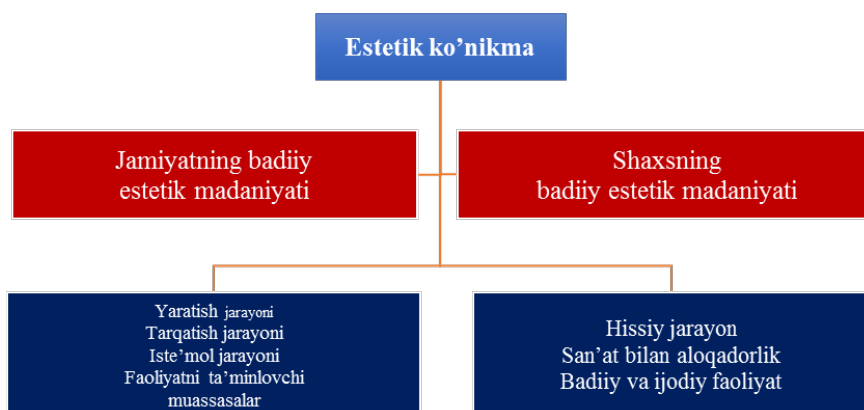 Estetik ko’nikma
Jamiyatning badiiy
estetik madaniyati
Shaxsning
badiiy estetik madaniyati
Yaratish jarayoni
Tarqatish jarayoni
Iste’mol jarayoni
Faoliyatni ta’minlovchi
muassasalar
Hissiy jarayon
San’at bilan aloqadorlik
Badiiy va ijodiy faoliyat